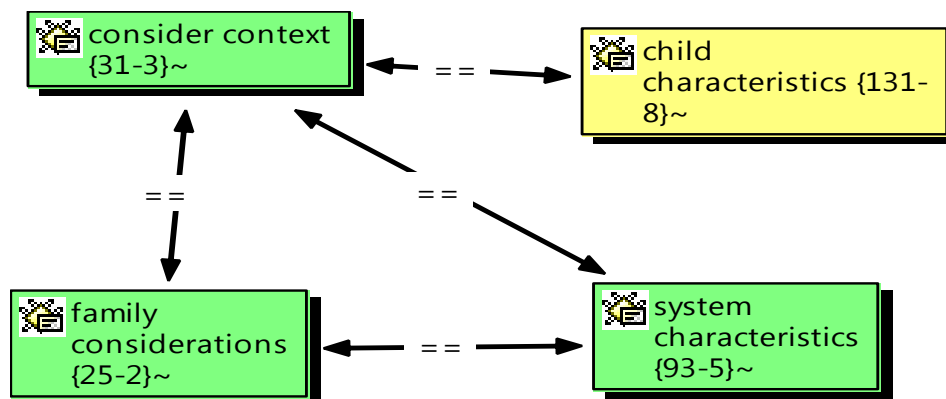 consider context
{31-3}~
child
characteristics {131-
8}~
==
==
==
family
considerations
{25-2}~
system
characteristics
{93-5}~
==